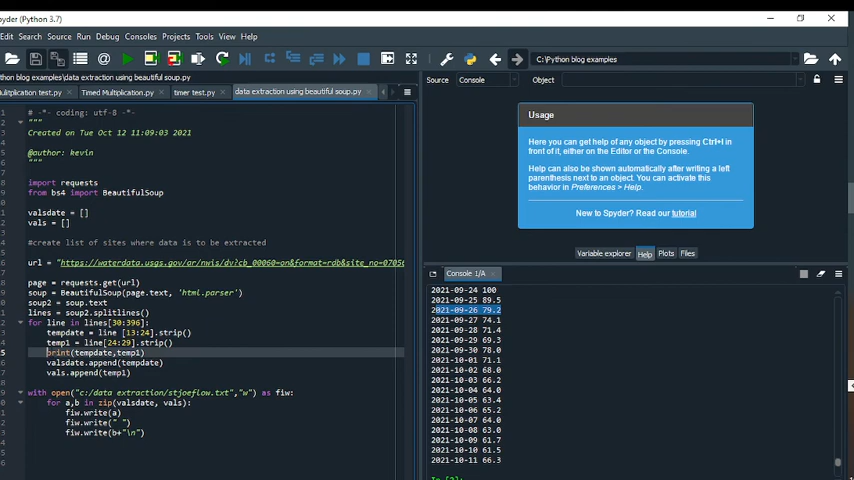 Spyder (Python 3.7)
Edit Search Source Run Debug Consoles Projects Tools View Help
C:\Python blog examples
hon blog examples\data extraction using beautiful soup.py
Mulitplication test.py Timed Multiplication.py timer test.py data extraction using beautiful soup.py
Source Console Object
Usage
Here you can get help of any object by pressing Ctrl+I in front of it, either on the Editor or the Console.
Help can also be shown automatically after writing a left parenthesis next to an object. You can activate this behavior in Preferences > Help.
New to Spyder? Read our tutorial
Variable explorer Help Plots Files
# -*- coding: utf-8 -*-
"""
Created on Tue Oct 12 11:09:03 2021
@author: kevin
"""
import requests
from bs4 import BeautifulSoup
valsdate = []
vals = []
#create list of sites where data is to be extracted
url = "https://waterdata.usgs.gov/ar/nwis/dv?cb_00060=on&format=rdb&site_no=0705
page = requests.get(url)
soup = BeautifulSoup(page.text, 'html.parser')
soup2 = soup.text
lines = soup2.splitlines()
for line in lines[30:396]:
tempdate = line [13:24].strip()
temp1 = line[24:29].strip()
print(tempdate,temp1)
valsdate.append(tempdate)
vals.append(temp1)
with open("c:/data extraction/stjoeflow.txt","w") as fiw:
for a,b in zip(valsdate, vals):
fiw.write(a)
fiw.write(" ")
fiw.write(b+"\n")
Console 1/A
2021-09-24 100
2021-09-25 89.5
2021-09-26 79.2
2021-09-27 74.1
2021-09-28 71.4
2021-09-29 69.3
2021-09-30 78.0
2021-10-01 71.1
2021-10-02 68.0
2021-10-03 66.2
2021-10-04 64.0
2021-10-05 63.4
2021-10-06 65.2
2021-10-07 64.0
2021-10-08 63.0
2021-10-09 61.7
2021-10-10 61.5
2021-10-11 66.3